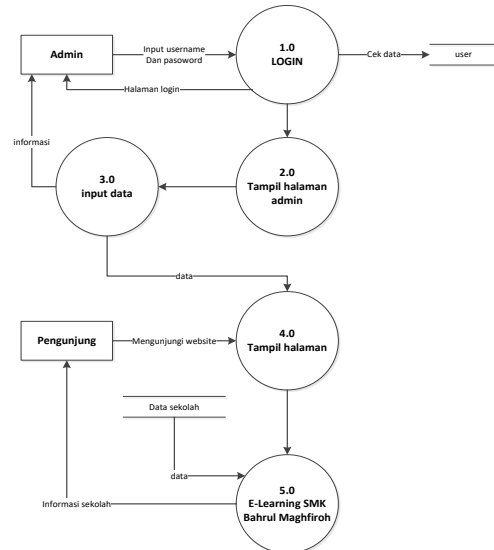 Admin
Input username
Dan pasoword
1.0
LOGIN
Cek data
user
Halaman login
informasi
3.0
input data
2.0
Tampil halaman
admin
data
Pengunjung
Mengunjungi website
4.0
Tampil halaman
Data sekolah
data
Informasi sekolah
5.0
E-Learning SMK
Bahrul Maghfiroh